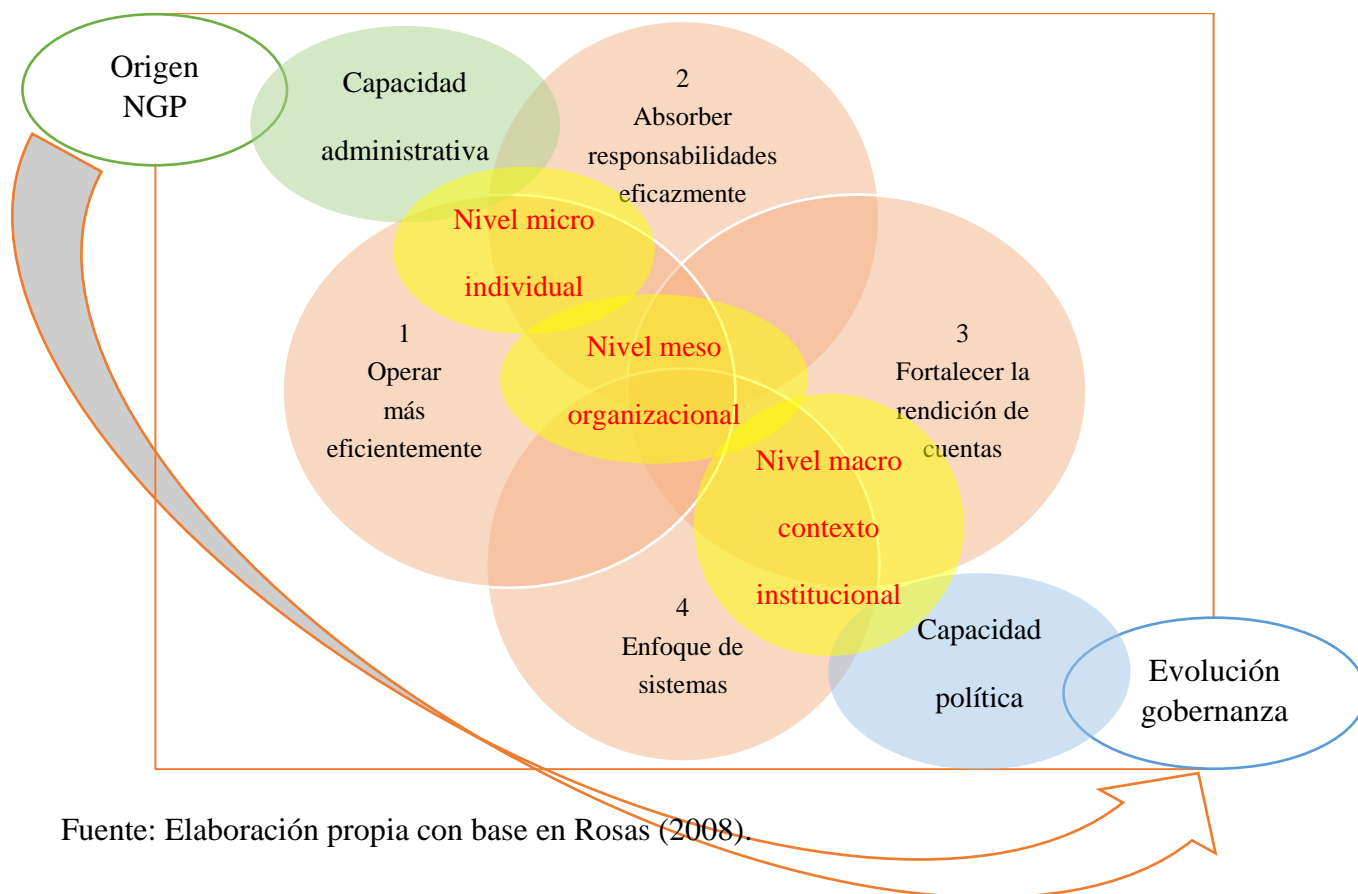 Origen
NGP
Capacidad
administrativa
2
Absorber
responsabilidades
eficazmente
Nivel micro
individual
1
Operar
más
eficientemente
Nivel meso
organizacional
3
Fortalecer la
rendición de
cuentas
Nivel macro
contexto
institucional
4
Enfoque de
sistemas
Capacidad
política
Evolución
gobernanza
Fuente: Elaboración propia con base en Rosas (2008).